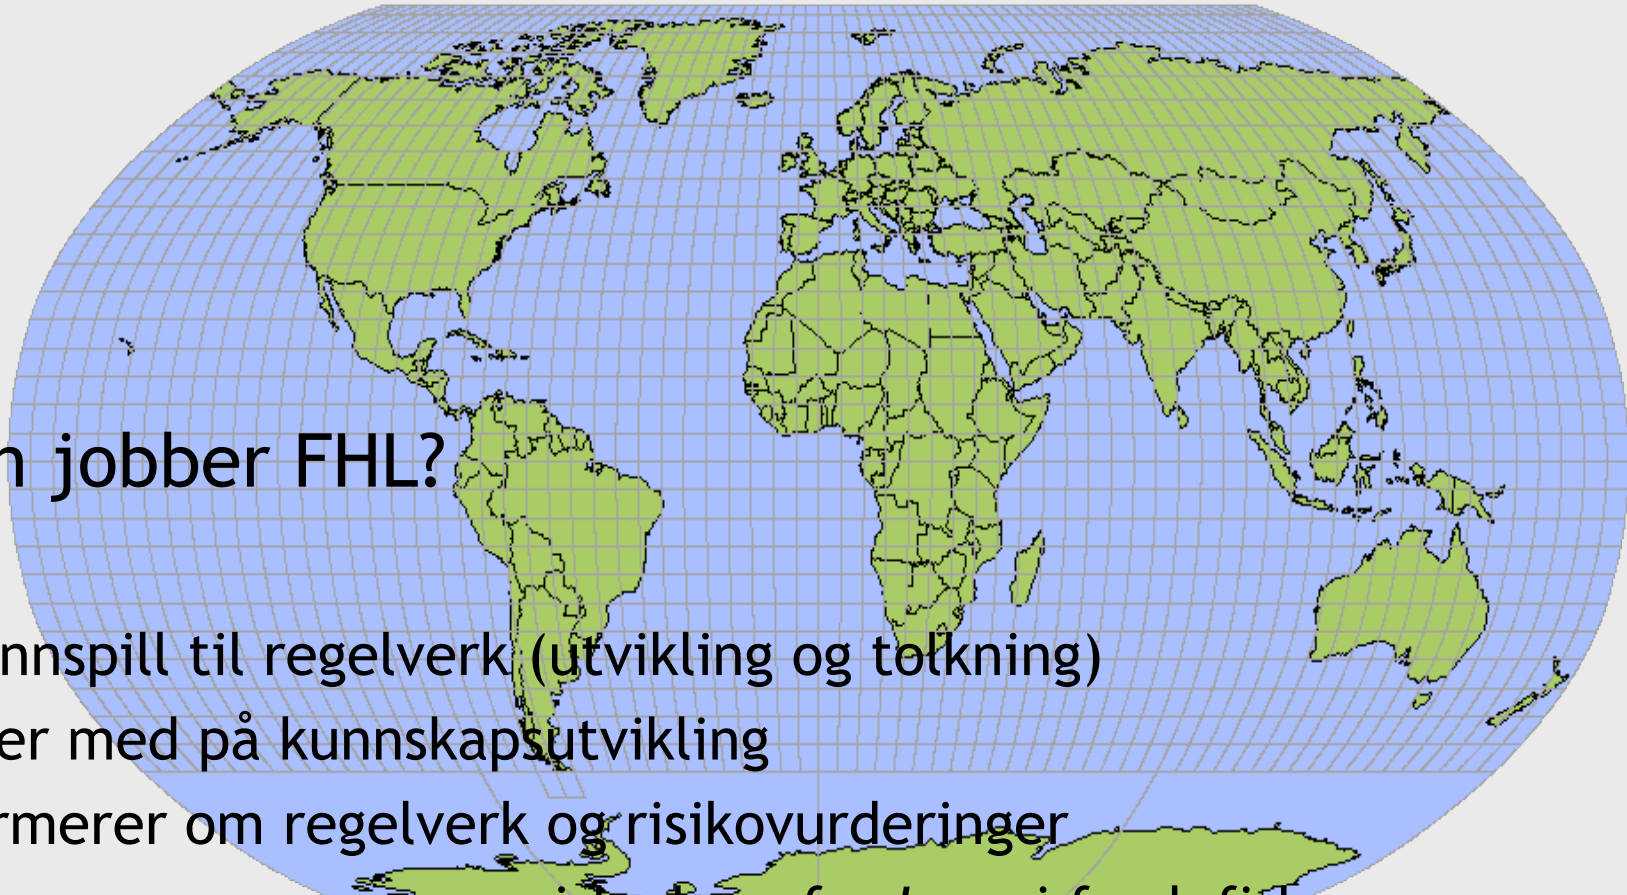 n jobber FHL?
nnspill til regelverk (utvikling og tolkning)
er med på kunnskapsutvikling
rmerer om regelverk og risikovurderinger